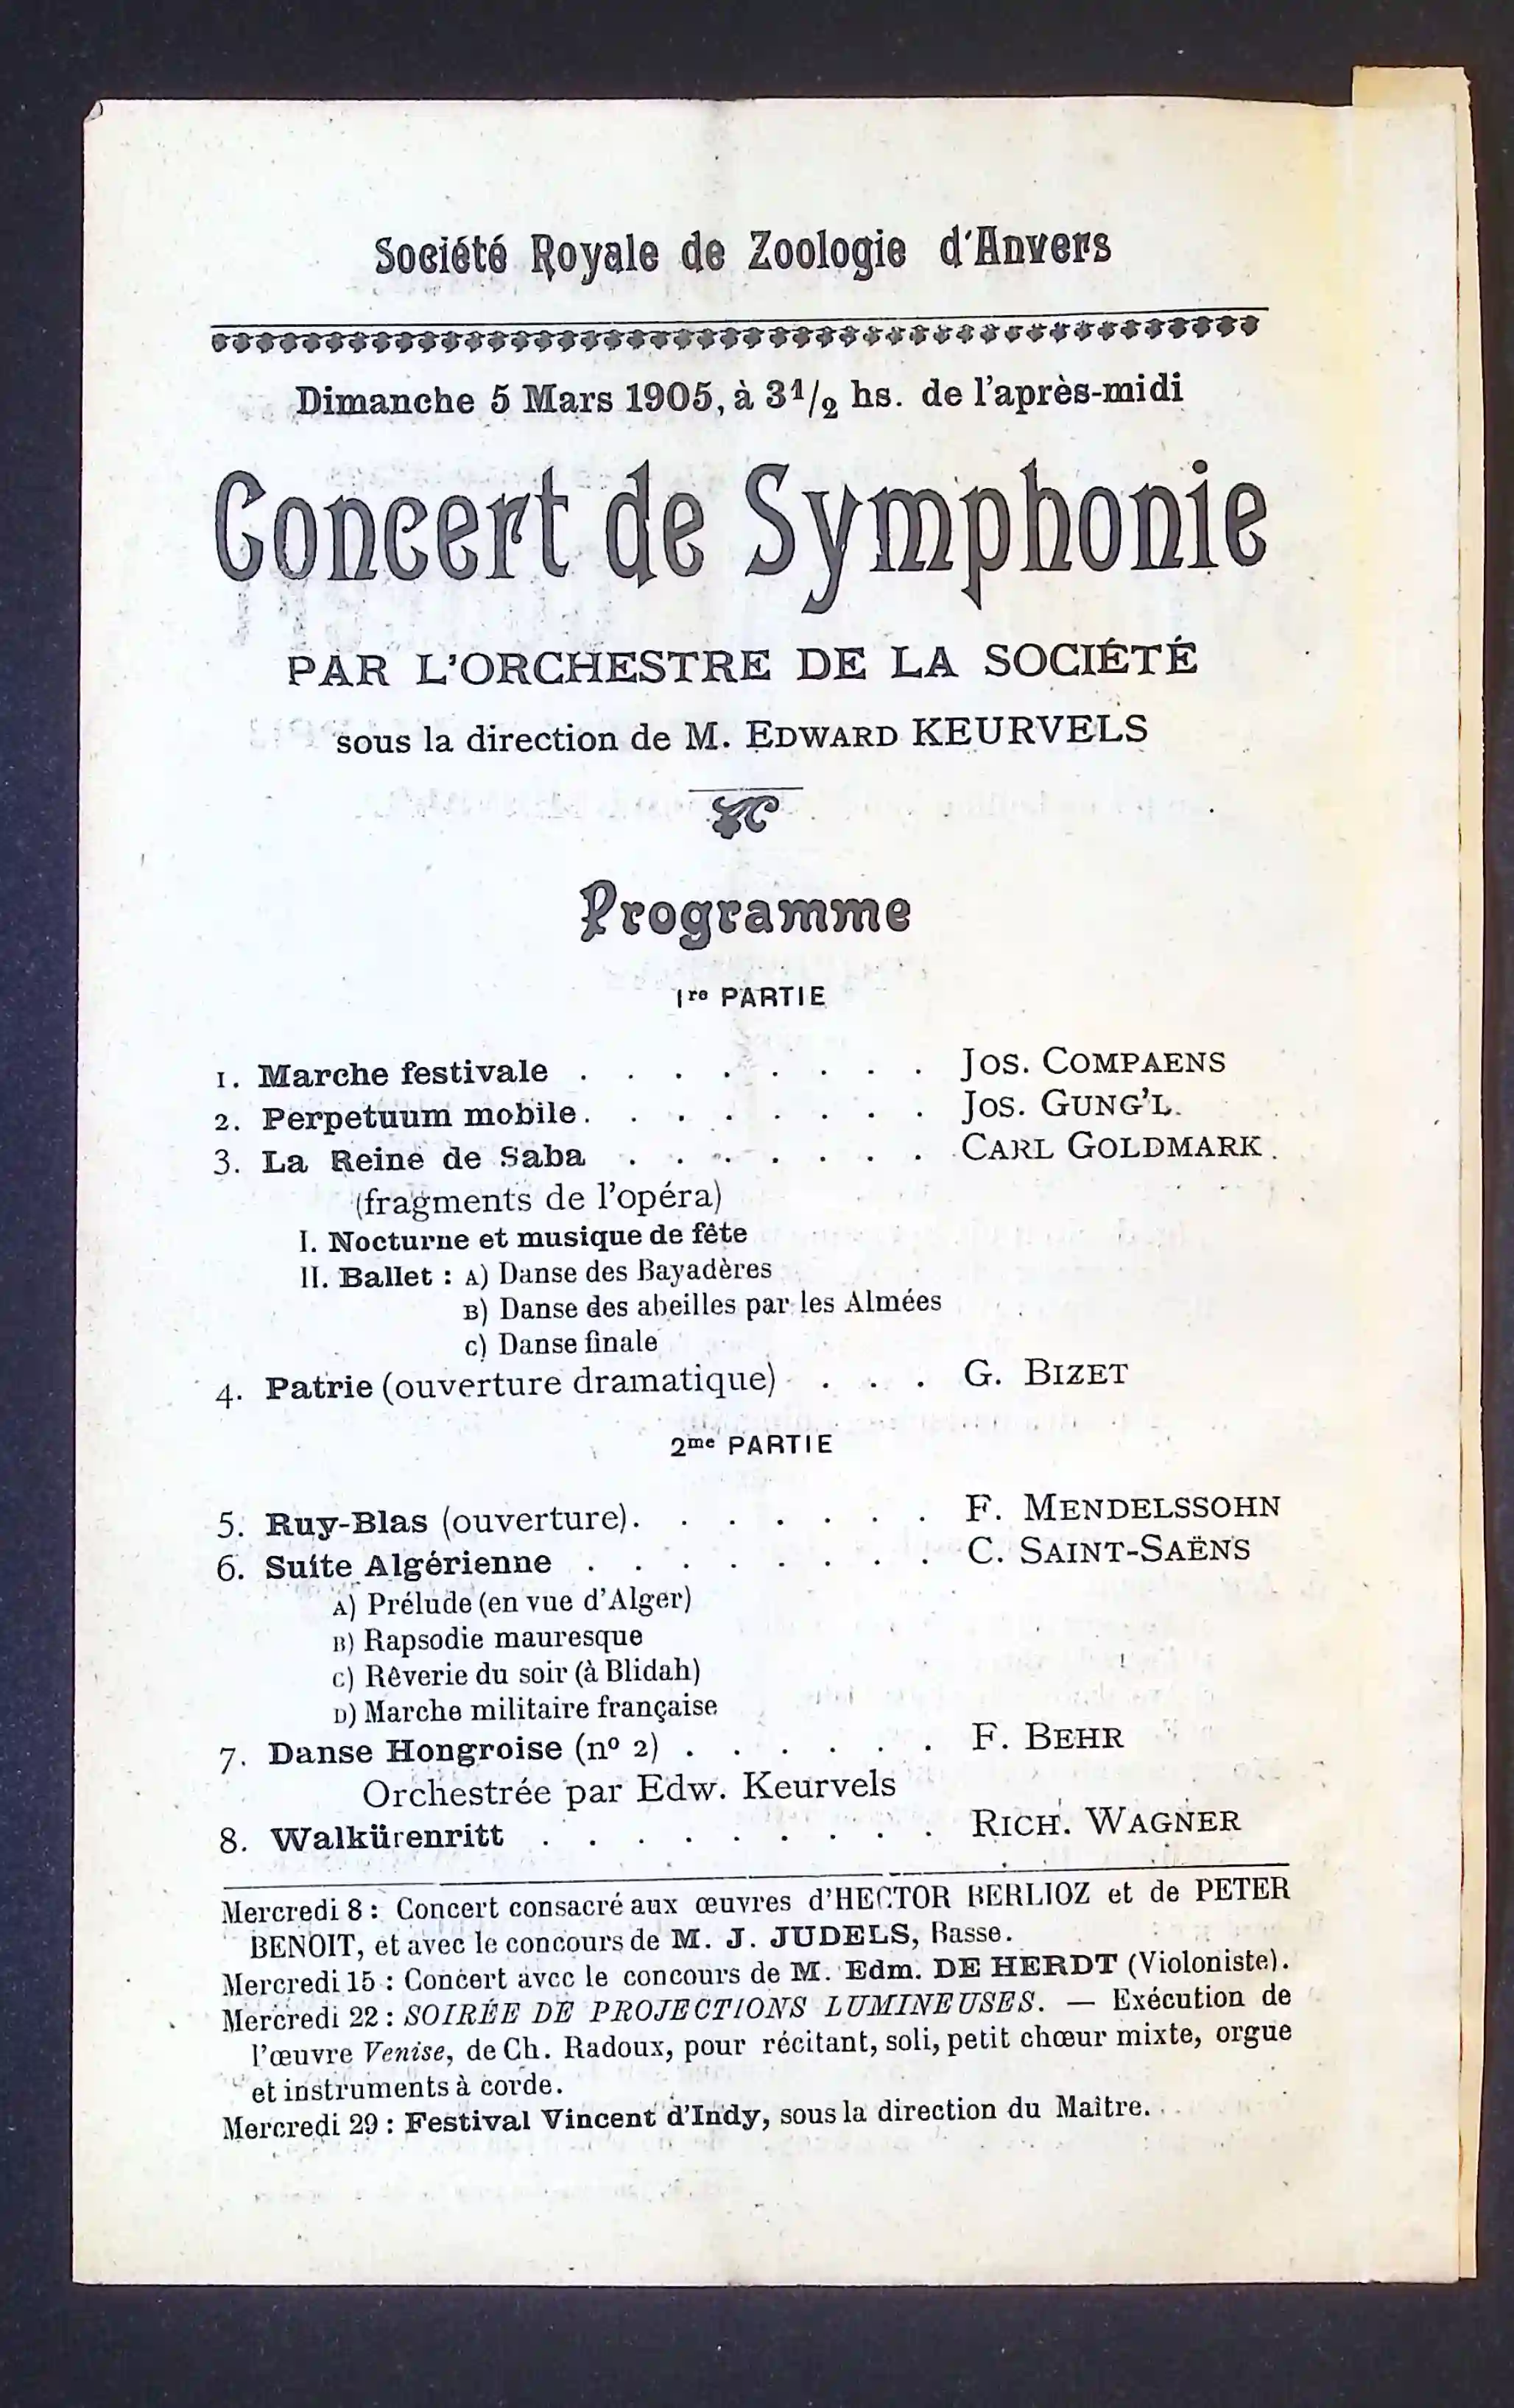 Société Royale de Zoologie d'Anvers
Dimanche 5 Mars 1905, à 3 1/2 hs. de l'après-midi
Concert de Symphonie
PAR L'ORCHESTRE DE LA SOCIÉTÉ
sous la direction de M. EDWARD KEURVELS
Programme
1re PARTIE
1. Marche festivale . . . . . . . . JOS. COMPAENS
2. Perpetuum mobile. . . . . . . . JOS. GUNG'L.
3. La Reine de Saba . . . . . . . CARL GOLDMARK.
(fragments de l'opéra)
I. Nocturne et musique de fête
II. Ballet : A) Danse des Bayadères
B) Danse des abeilles par les Almées
C) Danse finale
4. Patrie (ouverture dramatique) . . . G. BIZET
2me PARTIE
5. Ruy-Blas (ouverture). . . . . . . F. MENDELSSOHN
6. Suite Algérienne . . . . . . . . C. SAINT-SAËNS
A) Prélude (en vue d'Alger)
B) Rapsodie mauresque
C) Rêverie du soir (à Blidah)
D) Marche militaire française
7. Danse Hongroise (nº 2) . . . . . . F. BEHR
Orchestrée par Edw. Keurvels
8. Walkürenritt . . . . . . . . . RICH. WAGNER
Mercredi 8 : Concert consacré aux œuvres d'HECTOR BERLIOZ et de PETER
BENOIT, et avec le concours de M. J. JUDELS, Basse.
Mercredi 15 : Concert avec le concours de M. Edm. DE HERDT (Violoniste).
Mercredi 22 : SOIRÉE DE PROJECTIONS LUMINEUSES. — Exécution de
l'œuvre Venise, de Ch. Radoux, pour récitant, soli, petit chœur mixte, orgue
et instruments à corde.
Mercredi 29 : Festival Vincent d'Indy, sous la direction du Maître.